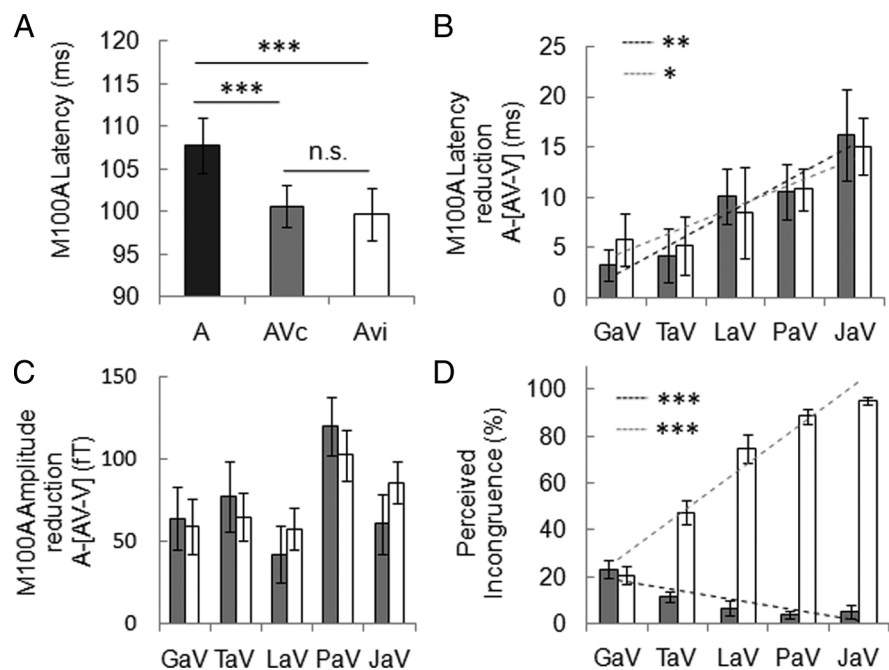 A
M100A Latency (ms)
120
115
110
105
100
95
90
***
***
n.s.
A AVc Avi
B
M100A Latency
reduction
A-[AV-V] (ms)
25
20
15
10
5
0
**
*
GaV TaV LaV PaV JaV
C
M100A Amplitude
reduction
A-[AV-V] (fT)
150
100
50
0
GaV TaV LaV PaV JaV
D
Perceived
Incongruence (%)
100
80
60
40
20
0
***
***
GaV TaV LaV PaV JaV